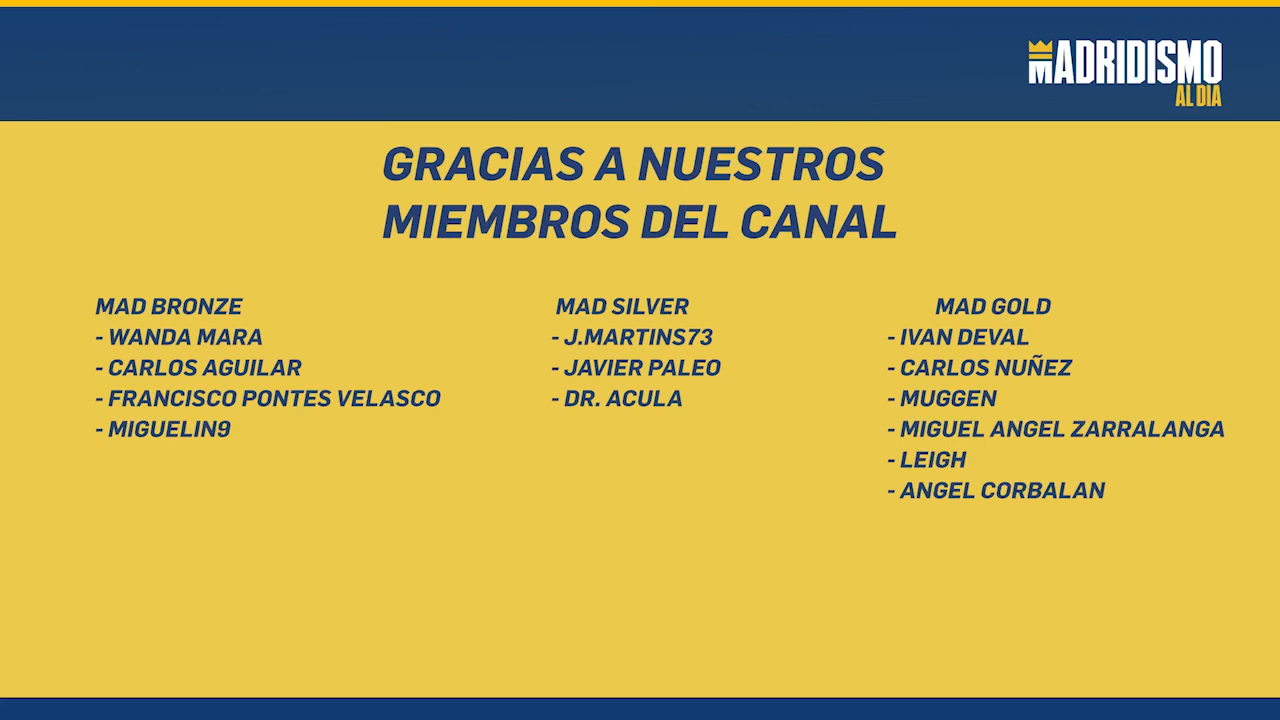 MADRIDISMO
AL DIA
GRACIAS A NUESTROS
MIEMBROS DEL CANAL
MAD BRONZE
- WANDA MARA
- CARLOS AGUILAR
- FRANCISCO PONTES VELASCO
- MIGUELIN9
MAD SILVER
- J.MARTINS73
- JAVIER PALEO
- DR. ACULA
MAD GOLD
- IVAN DEVAL
- CARLOS NUÑEZ
- MUGGEN
- MIGUEL ANGEL ZARRALANGA
- LEIGH
- ANGEL CORBALAN